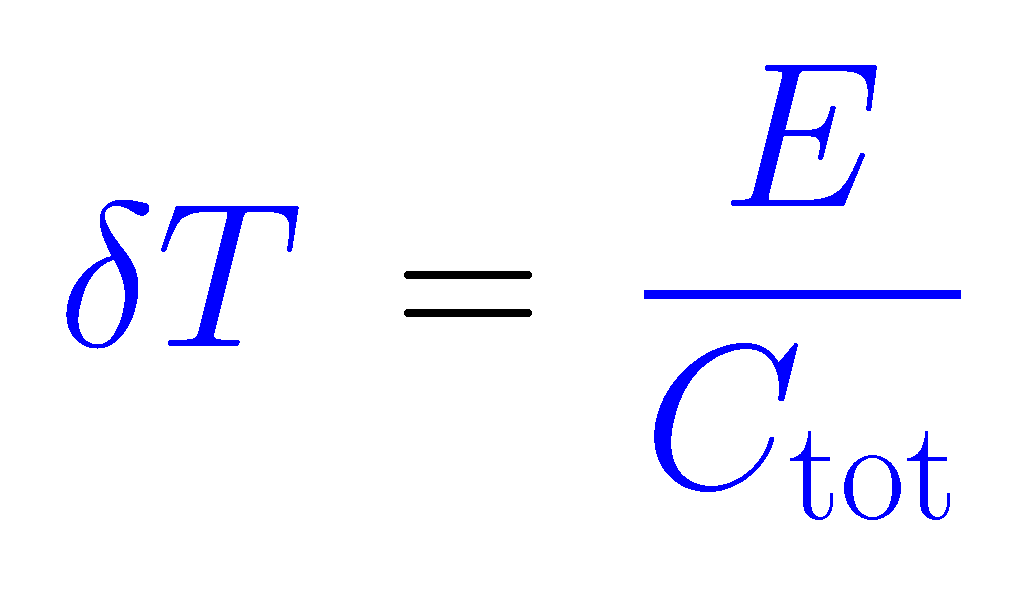 δT = E / C_tot